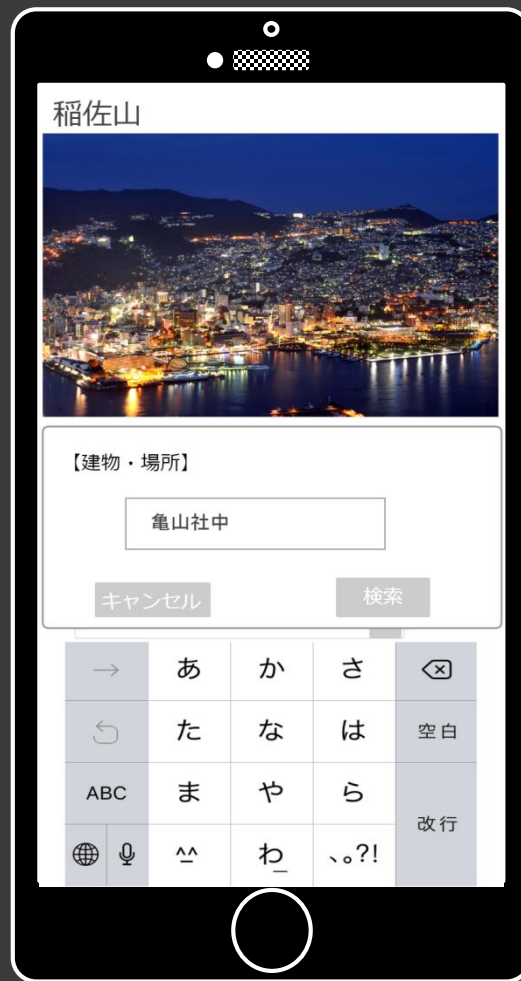 稲佐山
【建物・場所】
亀山社中
キャンセル 検索
→ あ か さ
た な は 空白
ABC ま や ら
改行
^^ わ_ 、。?!